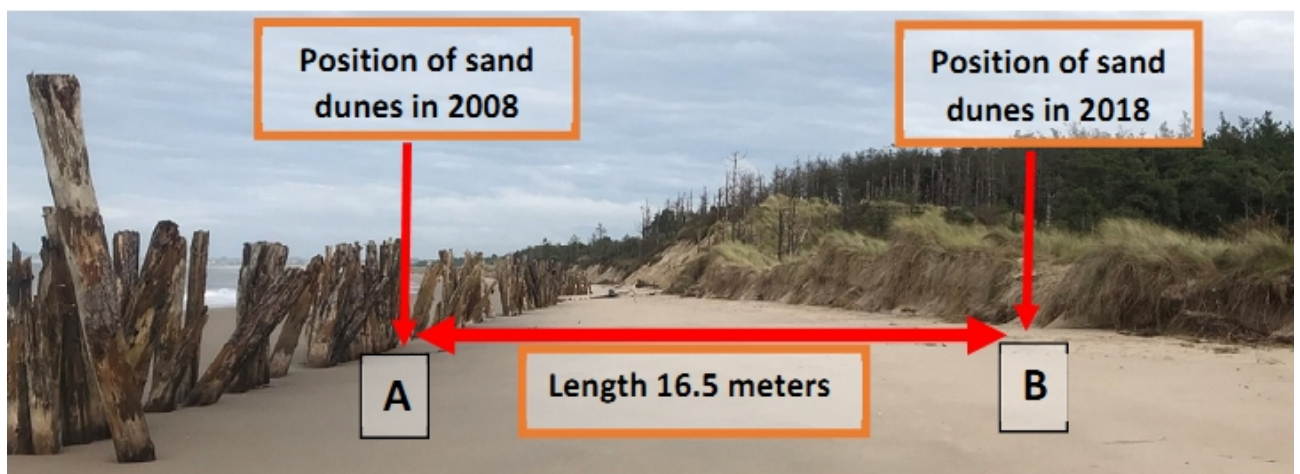 Position of sand
dunes in 2008
Position of sand
dunes in 2018
A
Length 16.5 meters
B